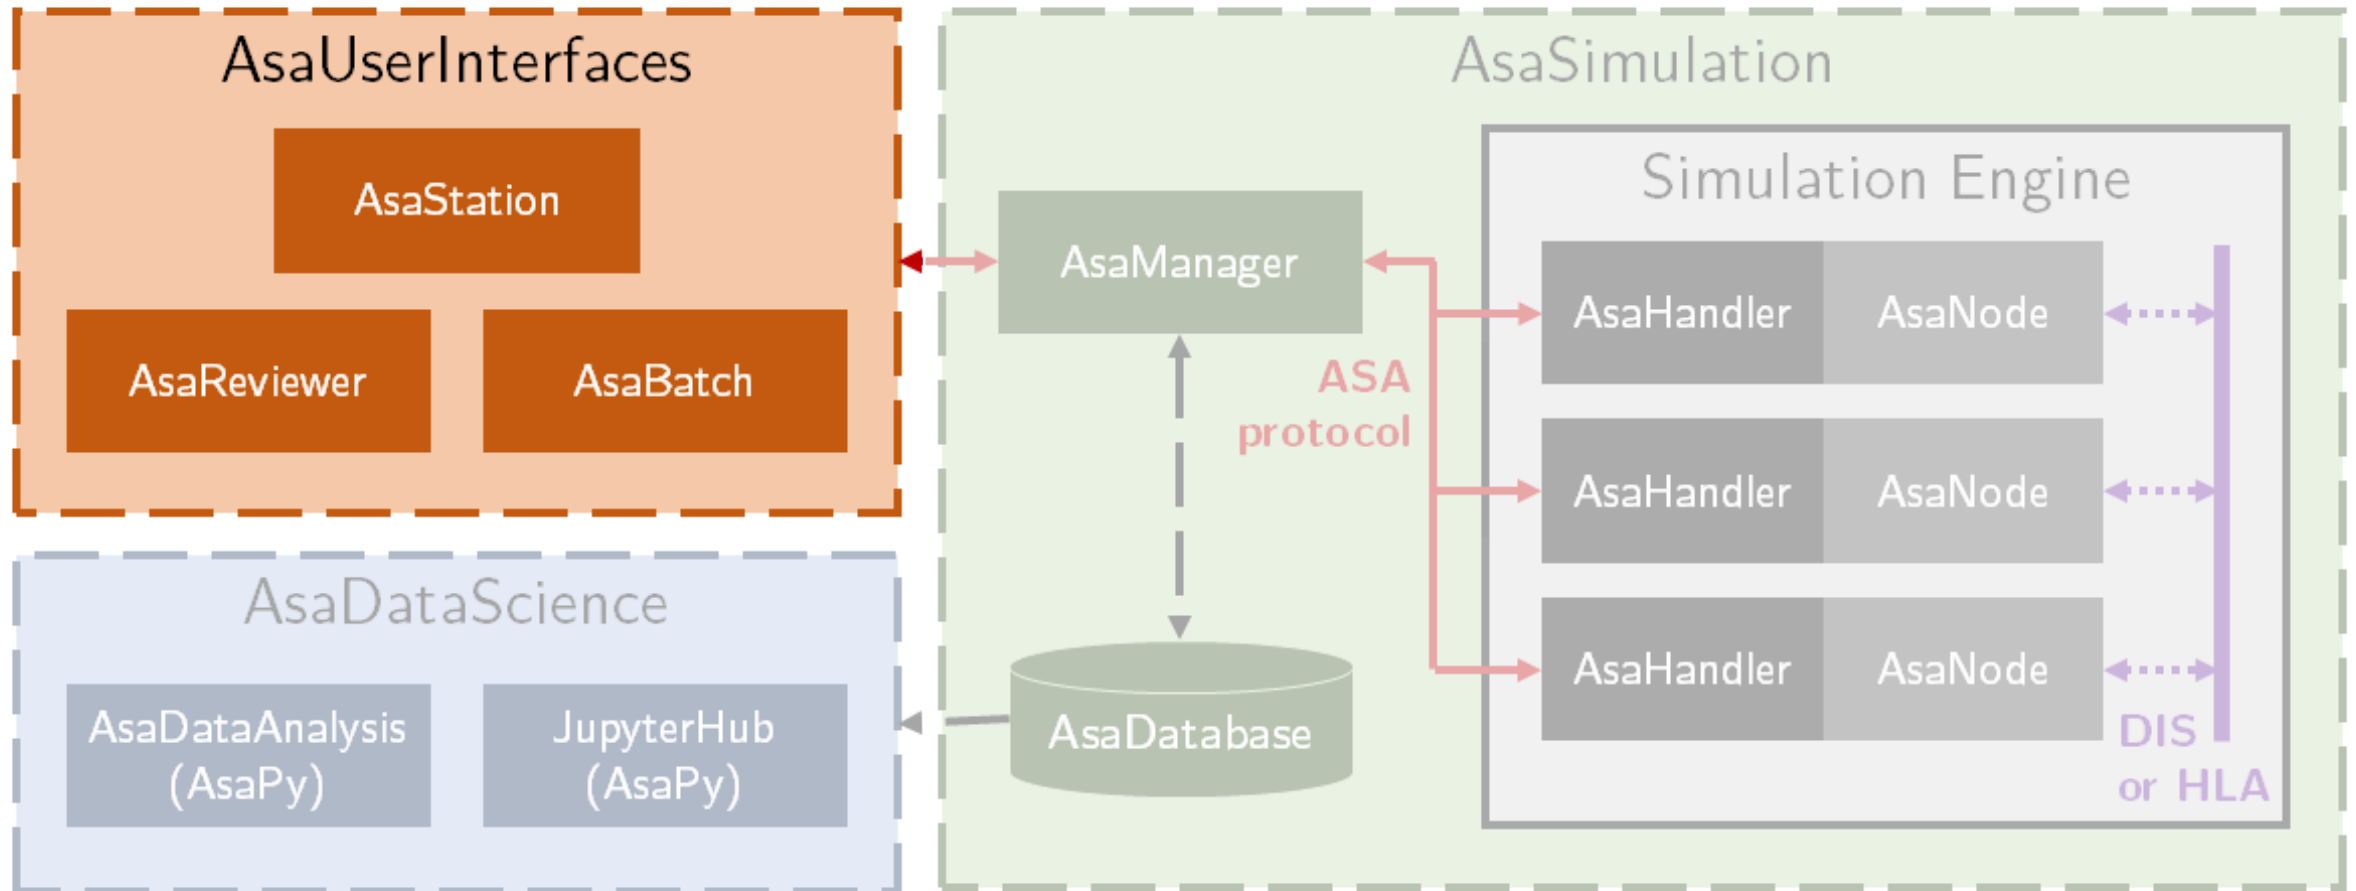 AsaUserInterfaces
AsaStation
AsaReviewer
AsaBatch
AsaDataScience
AsaDataAnalysis
(AsaPy)
JupyterHub
(AsaPy)
AsaSimulation
AsaManager
ASA
protocol
AsaDatabase
Simulation Engine
AsaHandler
AsaNode
AsaHandler
AsaNode
AsaHandler
AsaNode
DIS
or HLA